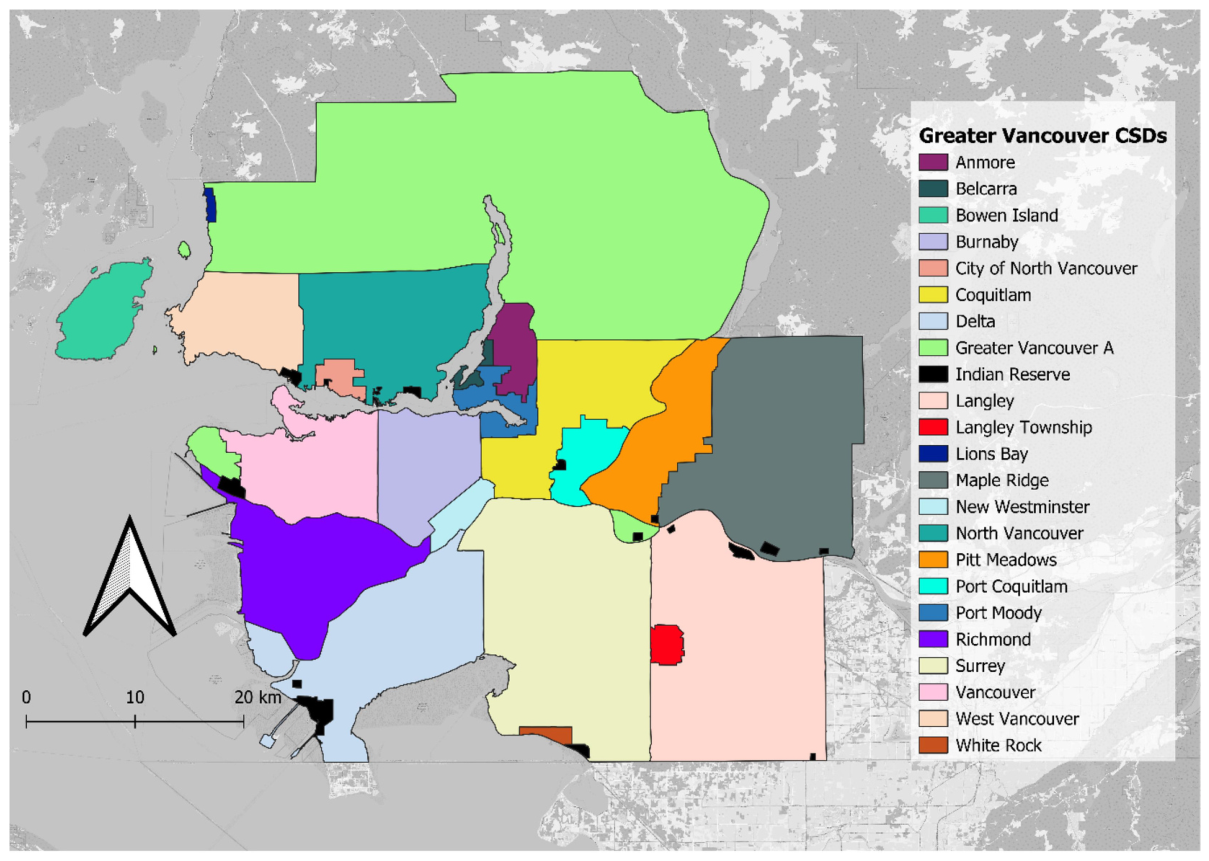 Greater Vancouver CSDs
Anmore
Belcarra
Bowen Island
Burnaby
City of North Vancouver
Coquitlam
Delta
Greater Vancouver A
Indian Reserve
Langley
Langley Township
Lions Bay
Maple Ridge
New Westminster
North Vancouver
Pitt Meadows
Port Coquitlam
Port Moody
Richmond
Surrey
Vancouver
West Vancouver
White Rock
0 10 20 km